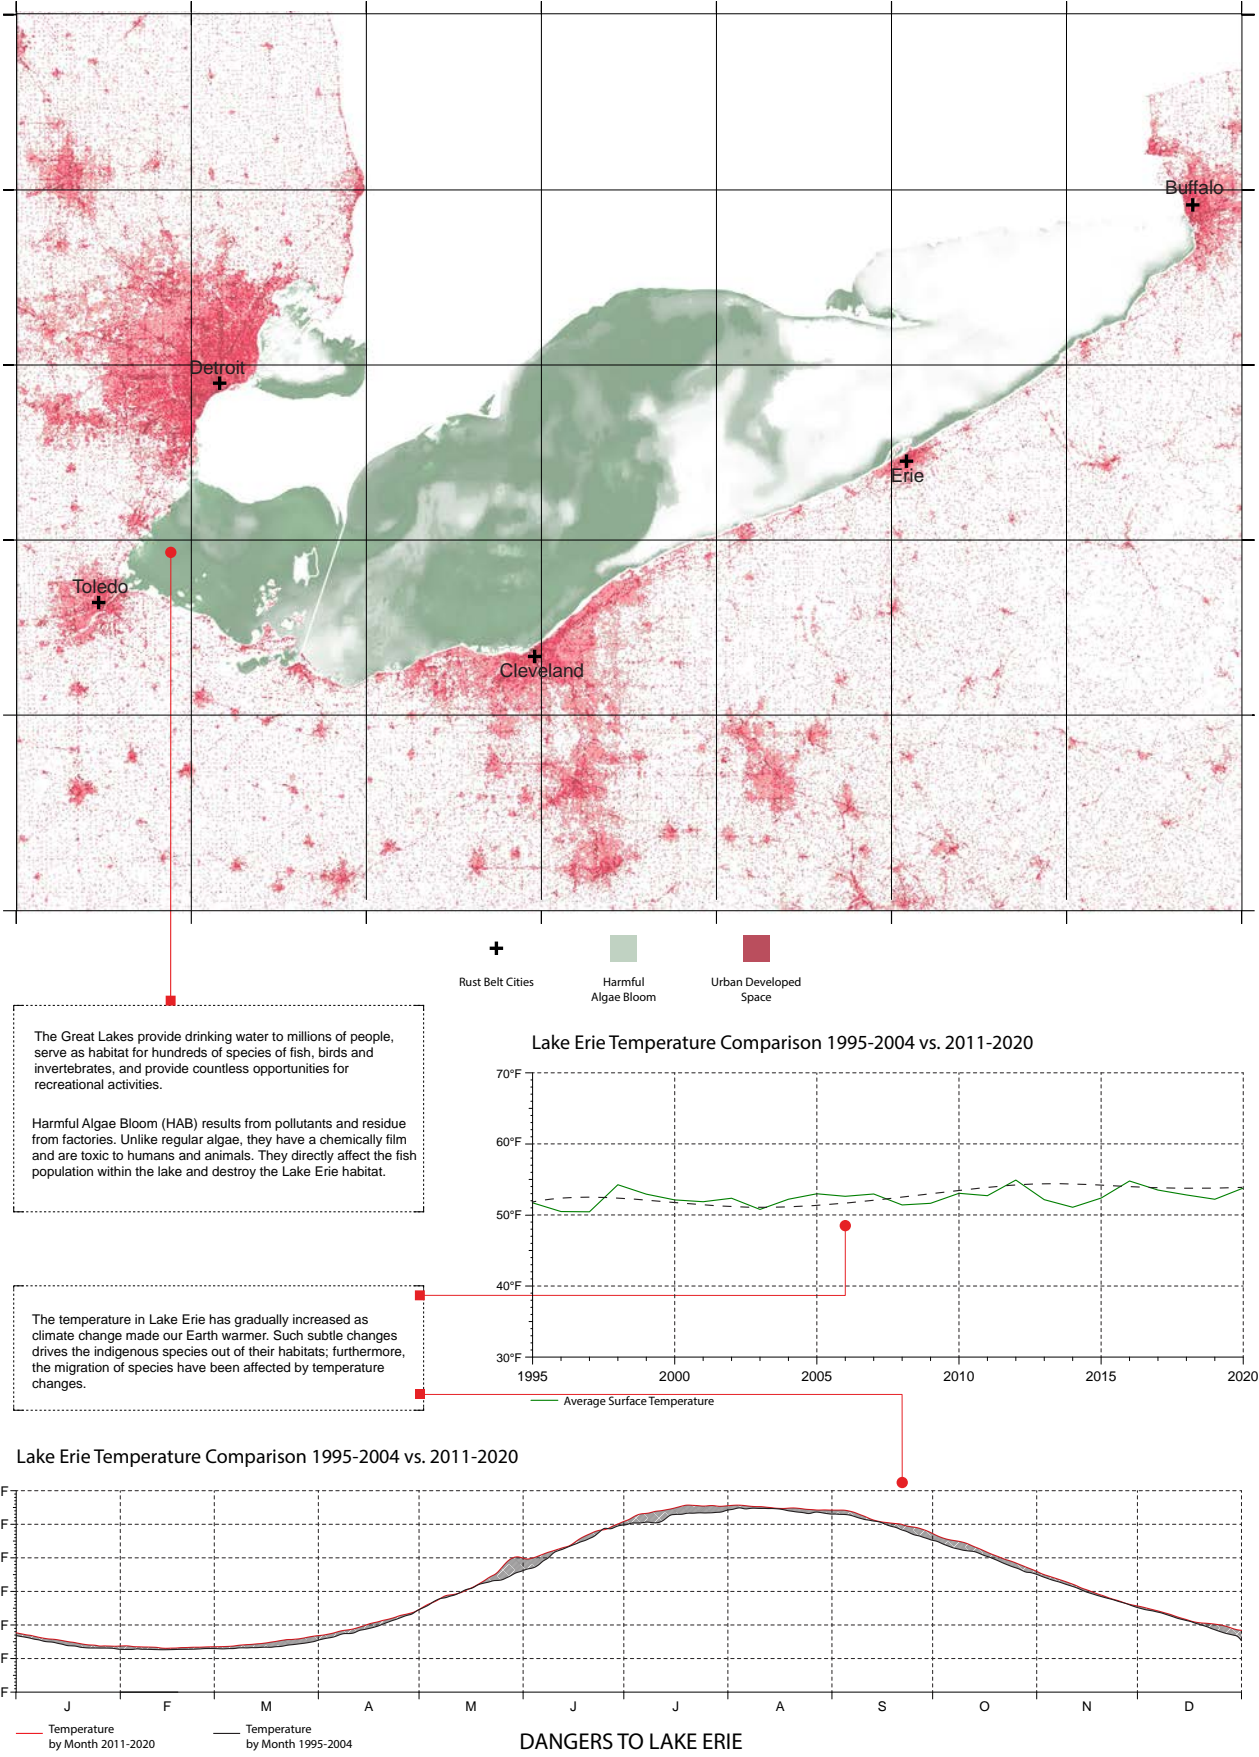 Buffalo
Detroit
Erie
Toledo
Cleveland
Rust Belt Cities
Harmful
Algae Bloom
Urban Developed
Space
The Great Lakes provide drinking water to millions of people,
serve as habitat for hundreds of species of fish, birds and
invertebrates, and provide countless opportunities for
recreational activities.
Harmful Algae Bloom (HAB) results from pollutants and residue
from factories. Unlike regular algae, they have a chemically film
and are toxic to humans and animals. They directly affect the fish
population within the lake and destroy the Lake Erie habitat.
Lake Erie Temperature Comparison 1995-2004 vs. 2011-2020
70°F
60°F
50°F
40°F
30°F
1995 2000 2005 2010 2015 2020
Average Surface Temperature
The temperature in Lake Erie has gradually increased as
climate change made our Earth warmer. Such subtle changes
drives the indigenous species out of their habitats; furthermore,
the migration of species have been affected by temperature
changes.
Lake Erie Temperature Comparison 1995-2004 vs. 2011-2020
F
F
F
F
F
F
F
J F M A M J J A S O N D
Temperature
by Month 2011-2020
Temperature
by Month 1995-2004
DANGERS TO LAKE ERIE